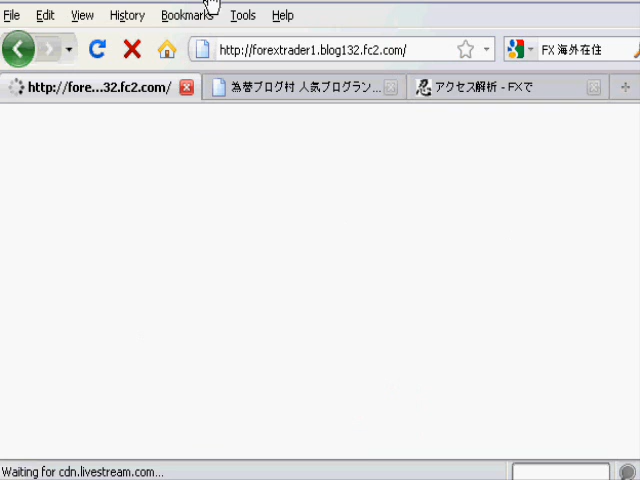 File Edit View History Bookmarks Tools Help
http://forextrader1.blog132.fc2.com/ FX 海外在住
http://fore...32.fc2.com/ 為替ブログ村 人気ブログラン... 忍 アクセス解析 - FXで
Waiting for cdn.livestream.com...